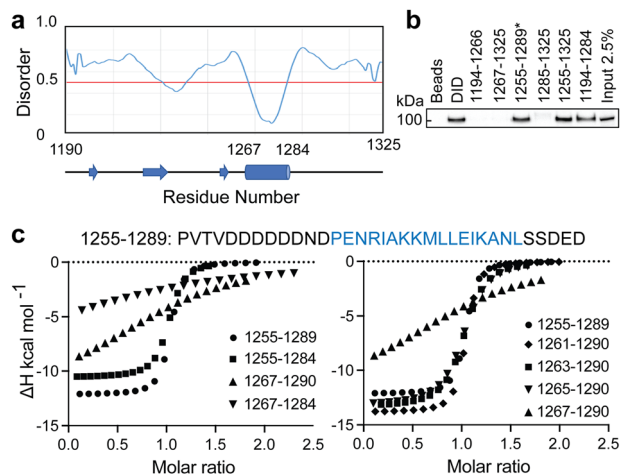 a
1.0
0.5
0
Disorder
1190
1267
1284
1325
Residue Number
b
Beads
DID
1194-1266
1267-1325
1255-1289*
1285-1325
1255-1325
1194-1284
Input 2.5%
kDa
100
c
1255-1289: PVTVDDDDDDNDPENRIAKKMLLEIKANLSSDED
ΔH kcal mol⁻¹
0
-5
-10
-15
0.0 0.5 1.0 1.5 2.0 2.5
Molar ratio
1255-1289
1255-1284
1267-1290
1267-1284
0
-5
-10
-15
0.0 0.5 1.0 1.5 2.0 2.5
Molar ratio
1255-1289
1261-1290
1263-1290
1265-1290
1267-1290